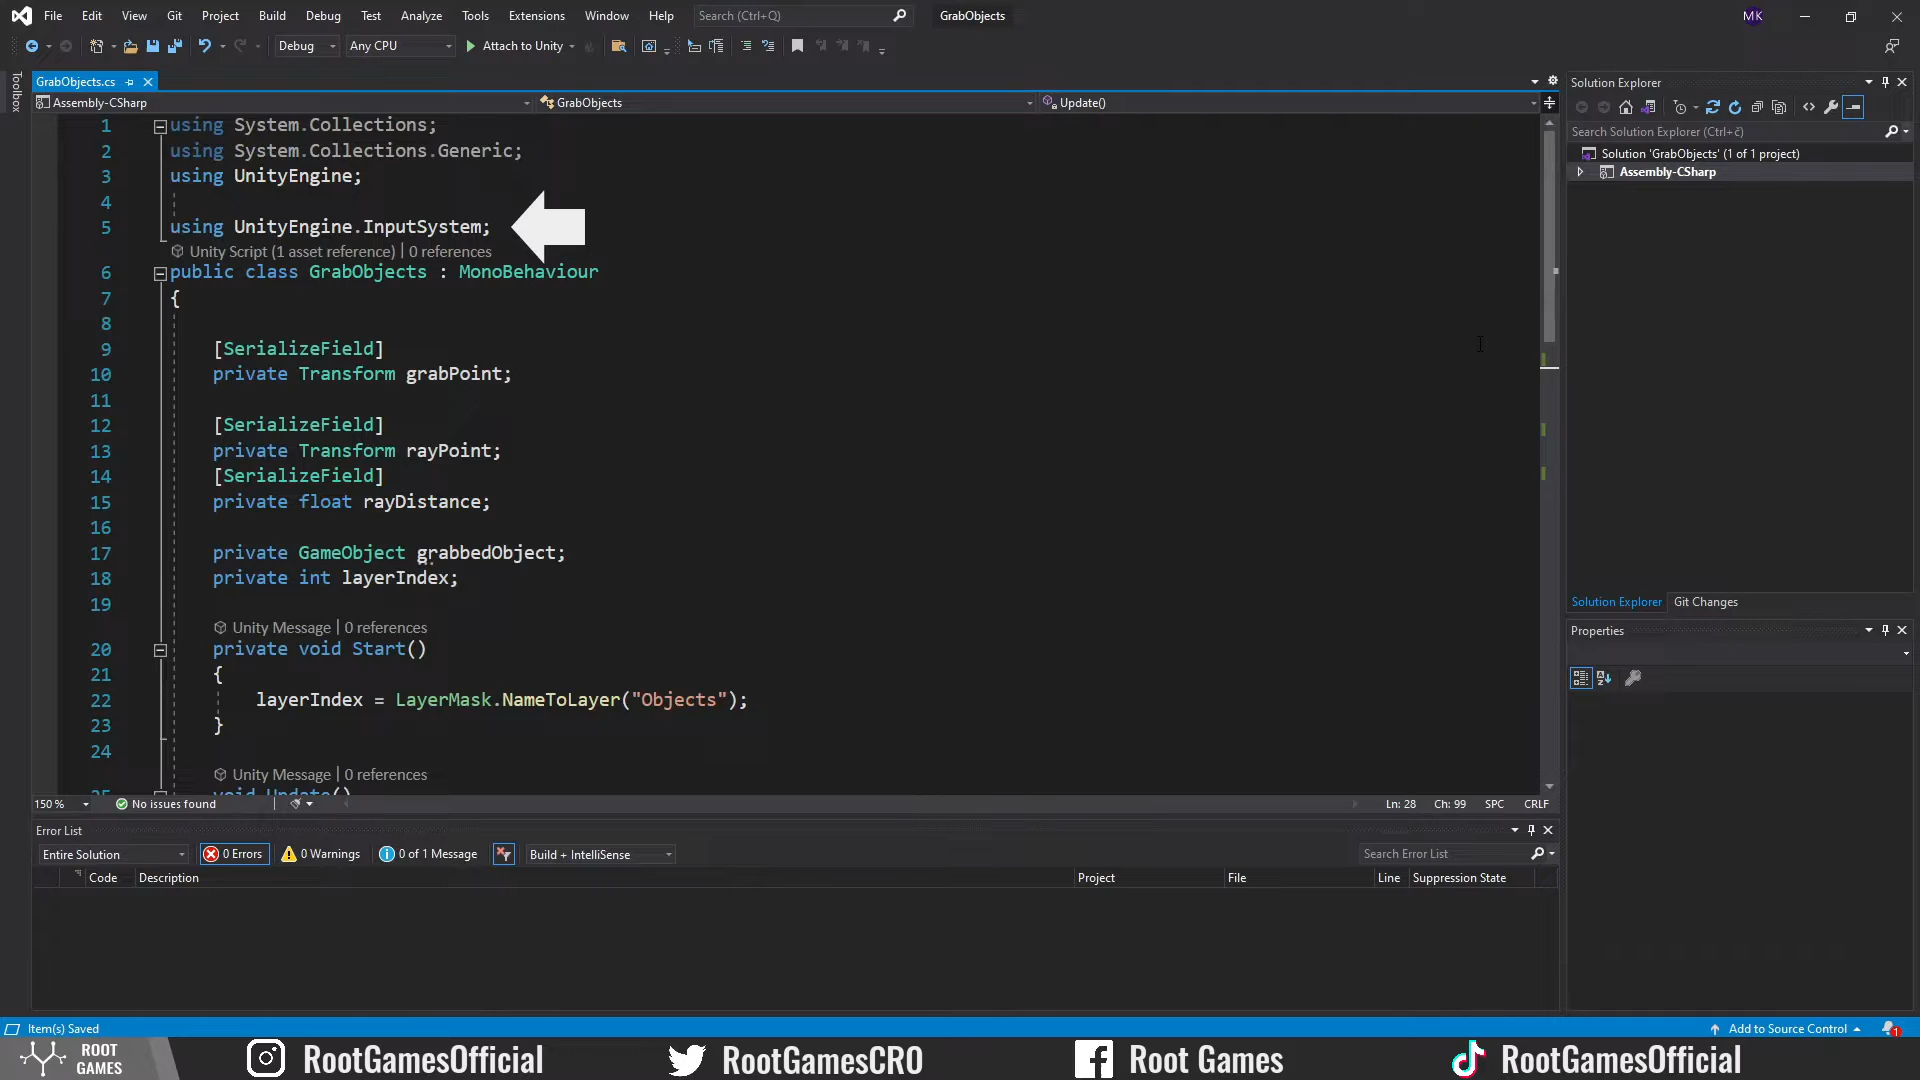 File Edit View Git Project Build Debug Test Analyze Tools Extensions Window Help Search (Ctrl+Q) GrabObjects MK
Debug Any CPU Attach to Unity
Toolbox
GrabObjects.cs
Assembly-CSharp GrabObjects Update()
1 using System.Collections;
2 using System.Collections.Generic;
3 using UnityEngine;
4
5 using UnityEngine.InputSystem;
Unity Script (1 asset reference) | 0 references
6 public class GrabObjects : MonoBehaviour
7 {
8
9 [SerializeField]
10 private Transform grabPoint;
11
12 [SerializeField]
13 private Transform rayPoint;
14 [SerializeField]
15 private float rayDistance;
16
17 private GameObject grabbedObject;
18 private int layerIndex;
19
Unity Message | 0 references
20 private void Start()
21 {
22 layerIndex = LayerMask.NameToLayer("Objects");
23 }
24
Unity Message | 0 references
25 void Update()
150 % No issues found Ln: 28 Ch: 99 SPC CRLF
Error List
Entire Solution 0 Errors 0 Warnings 0 of 1 Message Build + IntelliSense Search Error List
Code Description Project File Line Suppression State
Solution Explorer
Search Solution Explorer (Ctrl+č)
Solution 'GrabObjects' (1 of 1 project)
Assembly-CSharp
Solution Explorer Git Changes
Properties
Item(s) Saved Add to Source Control 1
ROOT GAMES RootGamesOfficial RootGamesCRO Root Games RootGamesOfficial